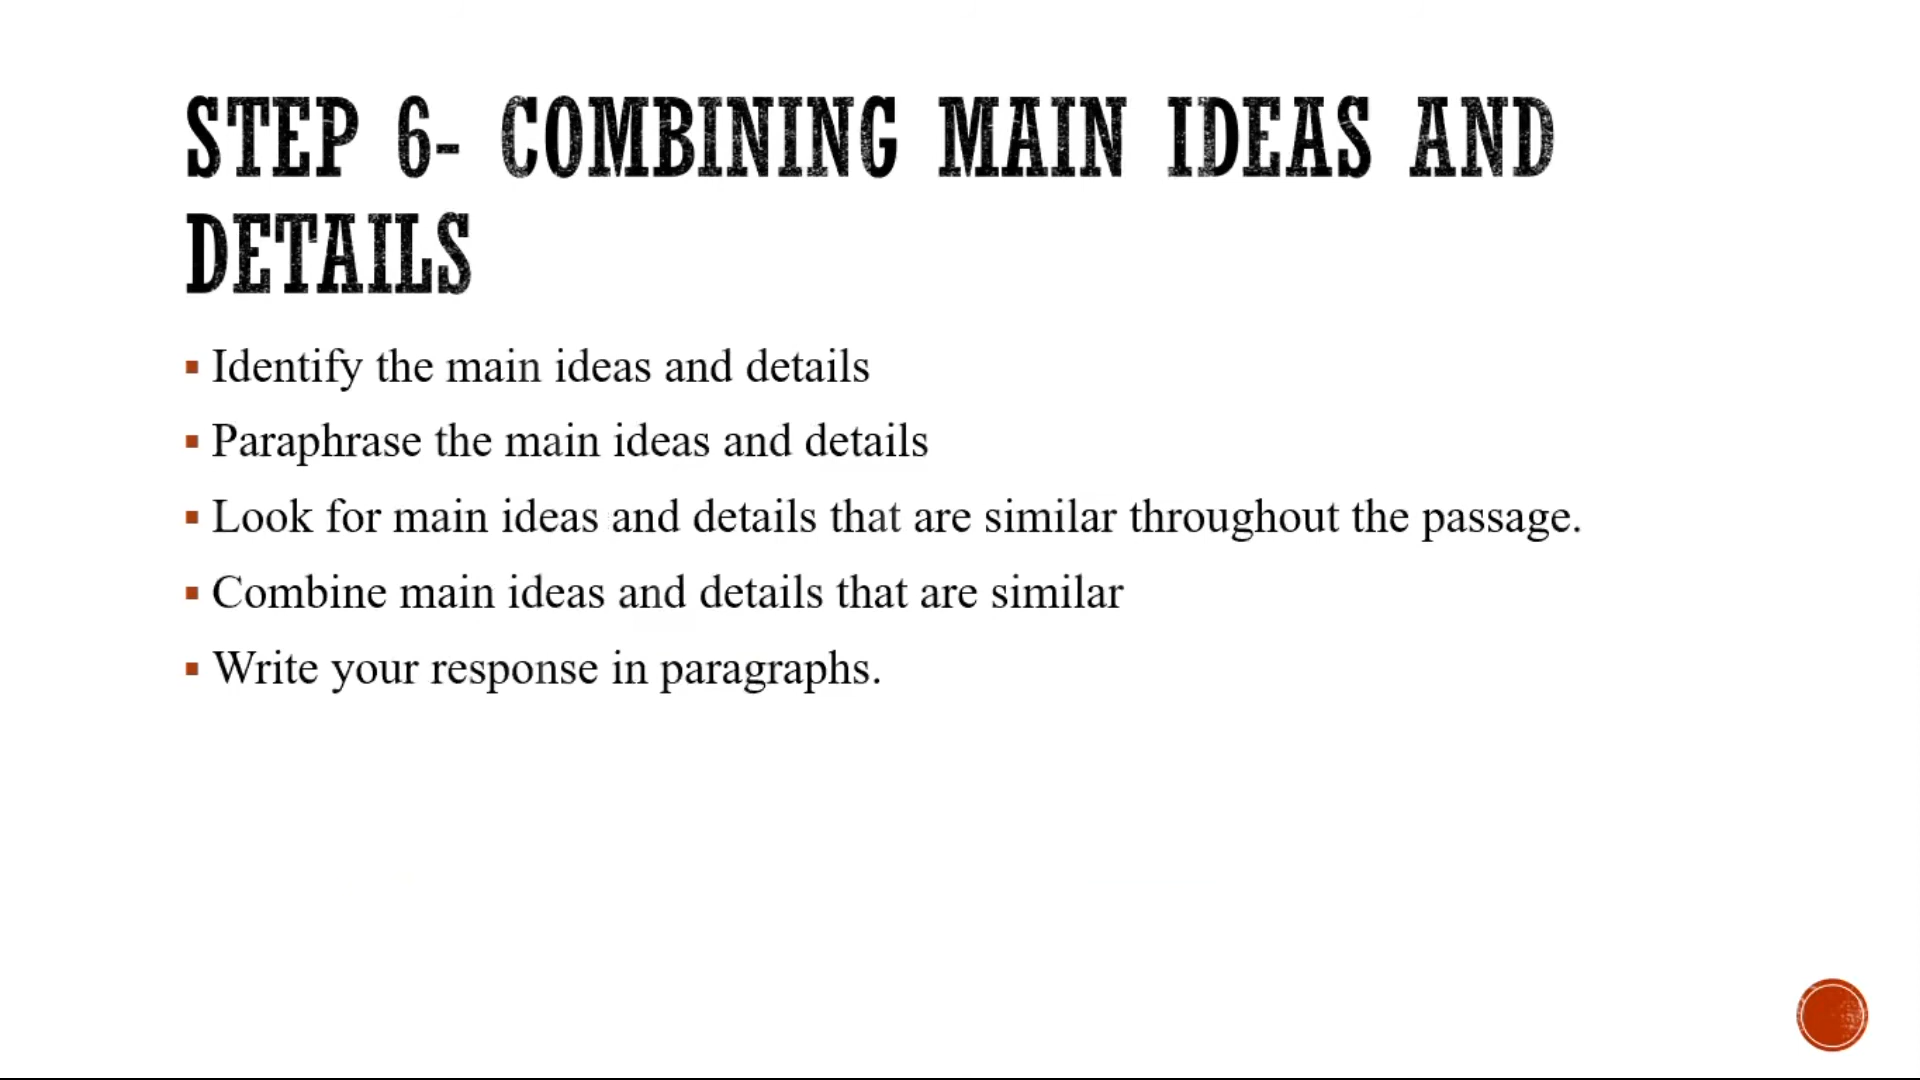 STEP 6- COMBINING MAIN IDEAS AND
DETAILS
Identify the main ideas and details
Paraphrase the main ideas and details
Look for main ideas and details that are similar throughout the passage.
Combine main ideas and details that are similar
Write your response in paragraphs.